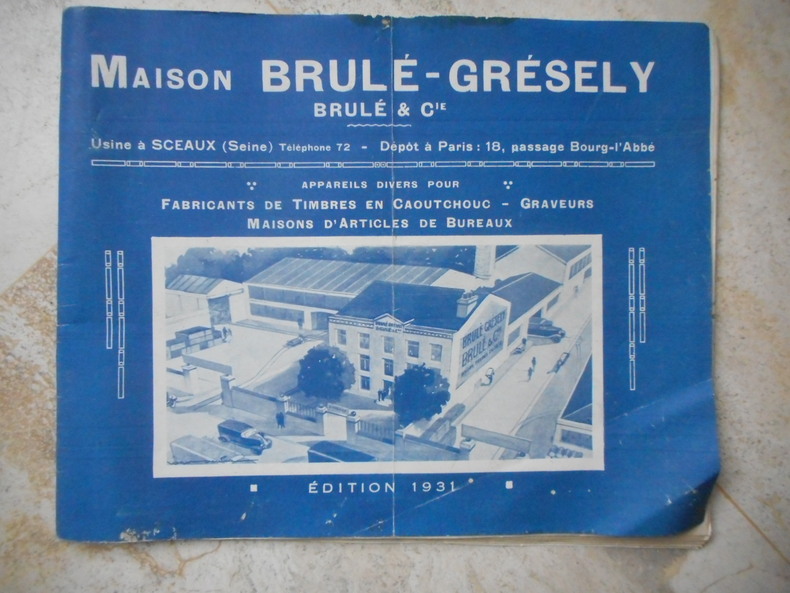 MAISON BRULÉ-GRÉSELY
BRULÉ & CIE
Usine à SCEAUX (Seine) Téléphone 72 - Dépôt à Paris : 18, passage Bourg-l'Abbé
APPAREILS DIVERS POUR
FABRICANTS DE TIMBRES EN CAOUTCHOUC - GRAVEURS
MAISONS D'ARTICLES DE BUREAUX
BRULÉ-GRÉSELY
BRULÉ & CIE
ÉDITION 1931